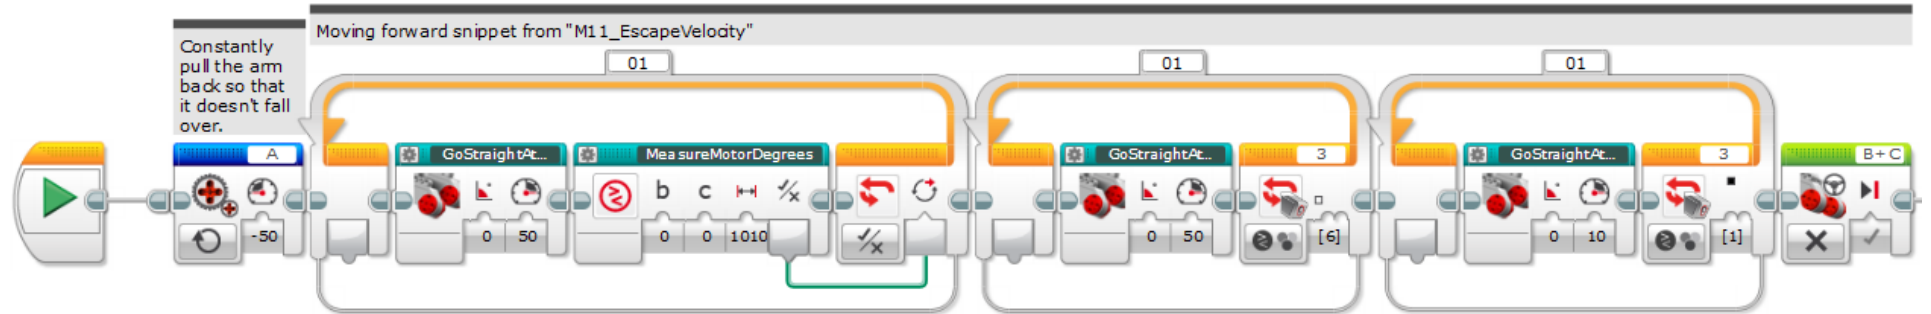 Moving forward snippet from "M11_EscapeVelocity"
Constantly
pull the arm
back so that
it doesn't fall
over.
01
01
01
A
GoStraightAt...
MeasureMotorDegrees
GoStraightAt...
3
GoStraightAt...
3
B+C
b c
-50
0 50
0 0 1010
0 50
[6]
0 10
[1]